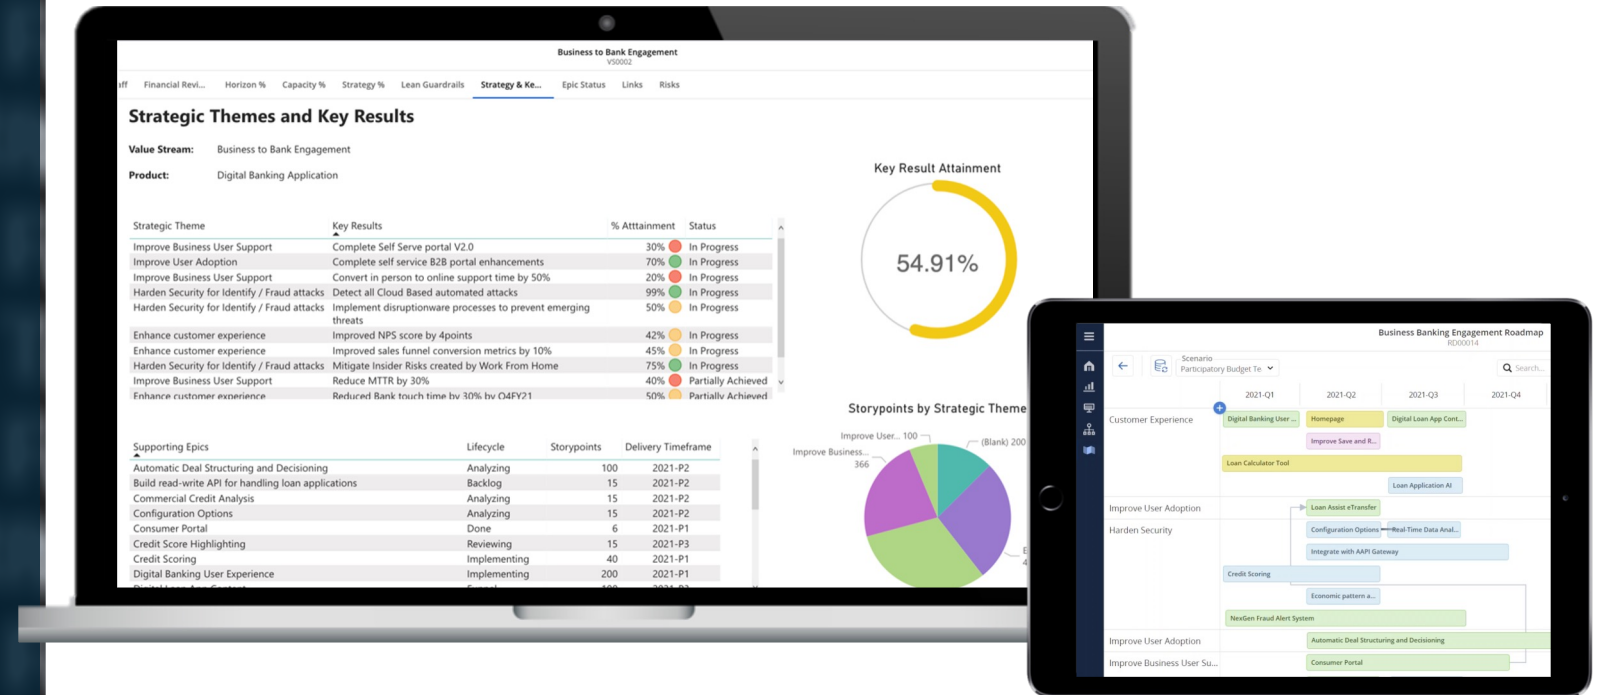 Business to Bank Engagement
VS0002
aff Financial Revi... Horizon % Capacity % Strategy % Lean Guardrails Strategy & Ke... Epic Status Links Risks
Strategic Themes and Key Results
Value Stream: Business to Bank Engagement
Product: Digital Banking Application
Strategic Theme Key Results % Atttainment Status
Improve Business User Support Complete Self Serve portal V2.0 30% In Progress
Improve User Adoption Complete self service B2B portal enhancements 70% In Progress
Improve Business User Support Convert in person to online support time by 50% 20% In Progress
Harden Security for Identify / Fraud attacks Detect all Cloud Based automated attacks 99% In Progress
Harden Security for Identify / Fraud attacks Implement disruptionware processes to prevent emerging 50% In Progress
threats
Enhance customer experience Improved NPS score by 4points 42% In Progress
Enhance customer experience Improved sales funnel conversion metrics by 10% 45% In Progress
Harden Security for Identify / Fraud attacks Mitigate Insider Risks created by Work From Home 75% In Progress
Improve Business User Support Reduce MTTR by 30% 40% Partially Achieved
Enhance customer experience Reduced Bank touch time by 30% by Q4FY21 50% Partially Achieved
Key Result Attainment
54.91%
Supporting Epics Lifecycle Storypoints Delivery Timeframe
Automatic Deal Structuring and Decisioning Analyzing 100 2021-P2
Build read-write API for handling loan applications Backlog 15 2021-P2
Commercial Credit Analysis Analyzing 15 2021-P2
Configuration Options Analyzing 15 2021-P2
Consumer Portal Done 6 2021-P1
Credit Score Highlighting Reviewing 15 2021-P3
Credit Scoring Implementing 40 2021-P1
Digital Banking User Experience Implementing 200 2021-P1
Storypoints by Strategic Theme
Improve User... 100
(Blank) 200
Improve Business...
366
E
4
Business Banking Engagement Roadmap
RD00014
Scenario
Participatory Budget Te
Search...
2021-Q1 2021-Q2 2021-Q3 2021-Q4
Customer Experience Digital Banking User ... Homepage Digital Loan App Cont...
Improve Save and R...
Loan Calculator Tool
Loan Application AI
Improve User Adoption Loan Assist eTransfer
Harden Security Configuration Options Real-Time Data Anal...
Integrate with AAPI Gateway
Credit Scoring
Economic pattern a...
NexGen Fraud Alert System
Improve User Adoption Automatic Deal Structuring and Decisioning
Improve Business User Su... Consumer Portal